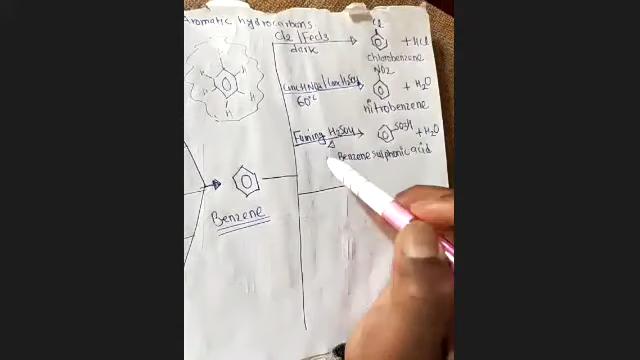 Aromatic hydrocarbons
Cl2 / FeCl3
dark
Cl
+ HCl
chlorobenzene
Conc HNO3 / Conc H2SO4
60°C
NO2
+ H2O
nitrobenzene
Fuming H2SO4
Δ
SO3H
+ H2O
Benzene sulphonic acid
H
H
H
H
H
Benzene